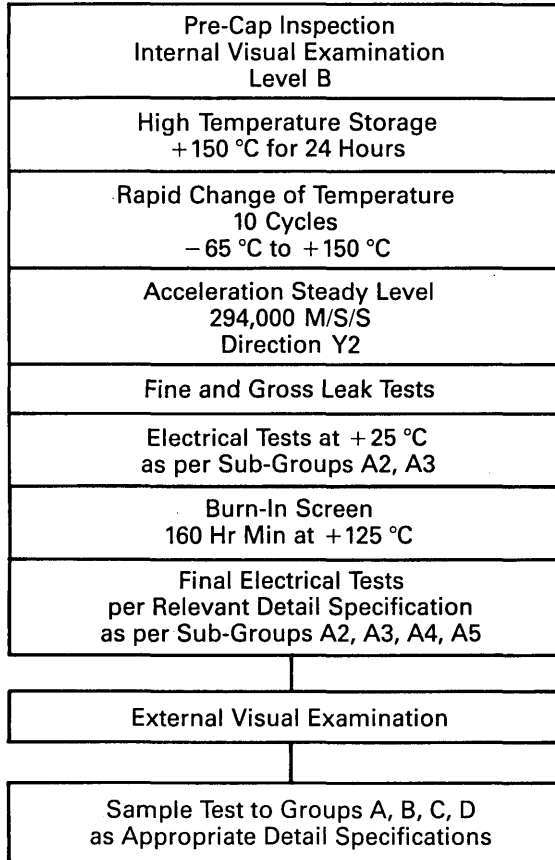 Pre-Cap Inspection
Internal Visual Examination
Level B
High Temperature Storage
+150 °C for 24 Hours
Rapid Change of Temperature
10 Cycles
−65 °C to +150 °C
Acceleration Steady Level
294,000 M/S/S
Direction Y2
Fine and Gross Leak Tests
Electrical Tests at +25 °C
as per Sub-Groups A2, A3
Burn-In Screen
160 Hr Min at +125 °C
Final Electrical Tests
per Relevant Detail Specification
as per Sub-Groups A2, A3, A4, A5
External Visual Examination
Sample Test to Groups A, B, C, D
as Appropriate Detail Specifications